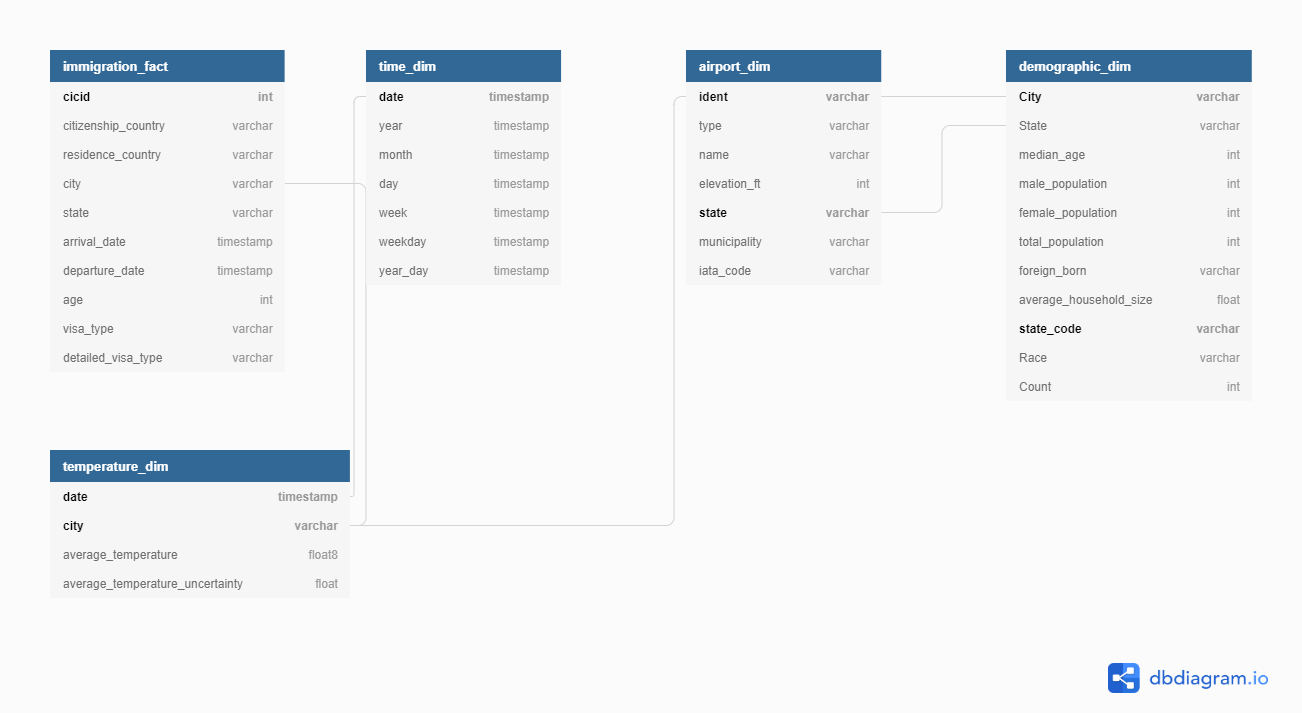 immigration_fact
cicid int
citizenship_country varchar
residence_country varchar
city varchar
state varchar
arrival_date timestamp
departure_date timestamp
age int
visa_type varchar
detailed_visa_type varchar
time_dim
date timestamp
year timestamp
month timestamp
day timestamp
week timestamp
weekday timestamp
year_day timestamp
airport_dim
ident varchar
type varchar
name varchar
elevation_ft int
state varchar
municipality varchar
iata_code varchar
demographic_dim
City varchar
State varchar
median_age int
male_population int
female_population int
total_population int
foreign_born varchar
average_household_size float
state_code varchar
Race varchar
Count int
temperature_dim
date timestamp
city varchar
average_temperature float8
average_temperature_uncertainty float
dbdiagram.io